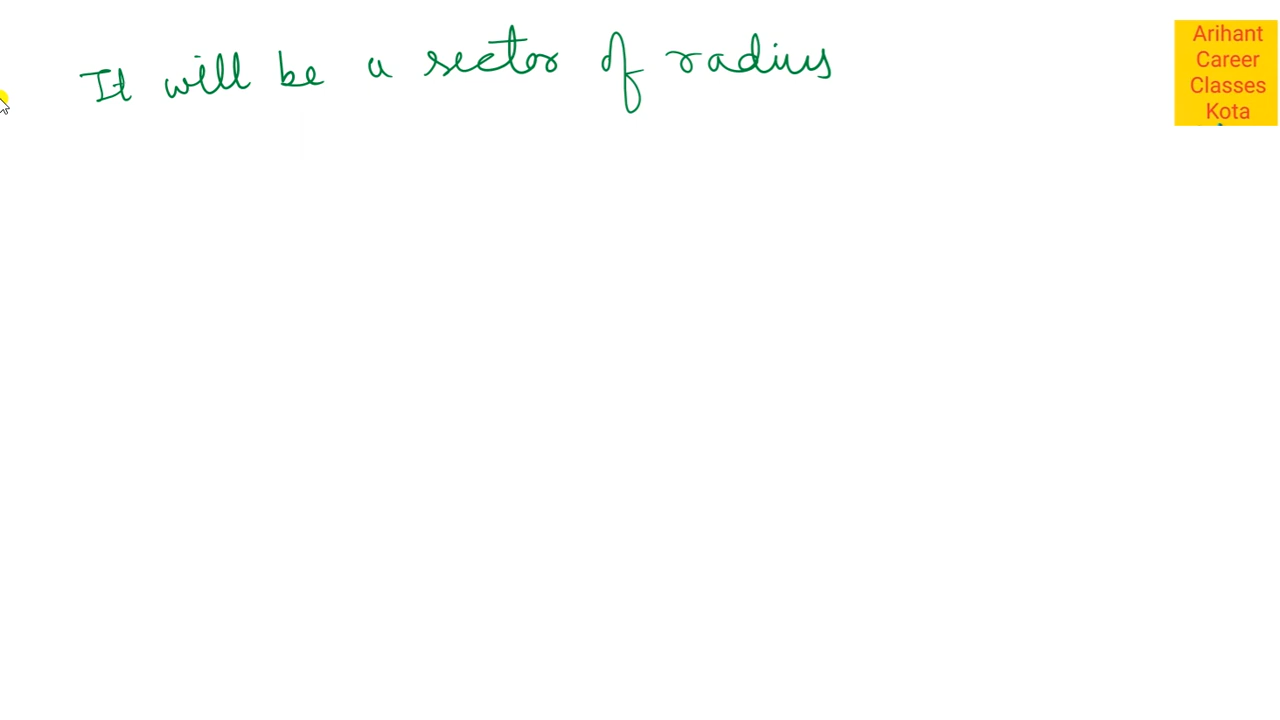 It will be a sector of radius
Arihant
Career
Classes
Kota